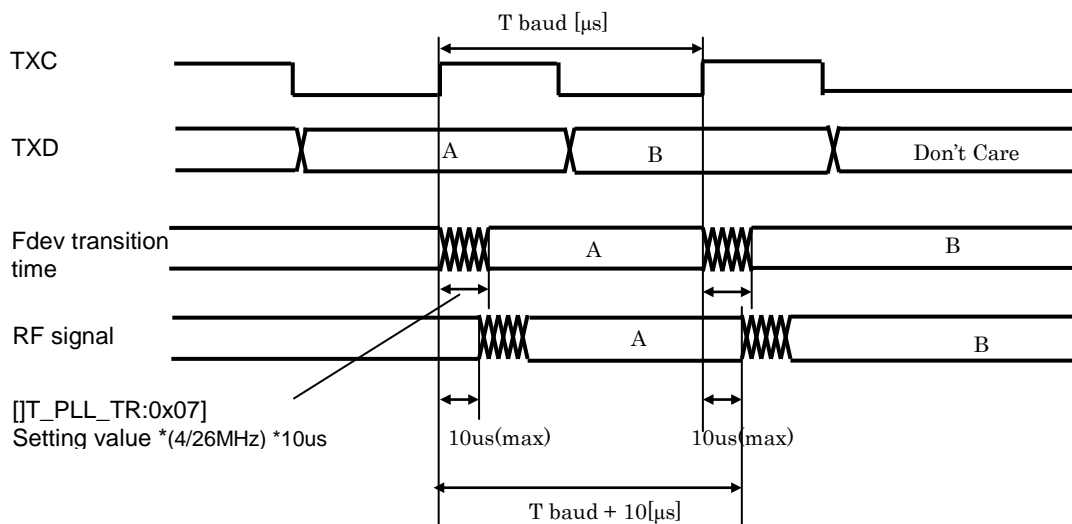 T baud [μs]
TXC
TXD
A
B
Don't Care
Fdev transition
time
A
B
RF signal
A
B
[]T_PLL_TR:0x07]
Setting value *(4/26MHz) *10us
10us(max)
10us(max)
T baud + 10[μs]